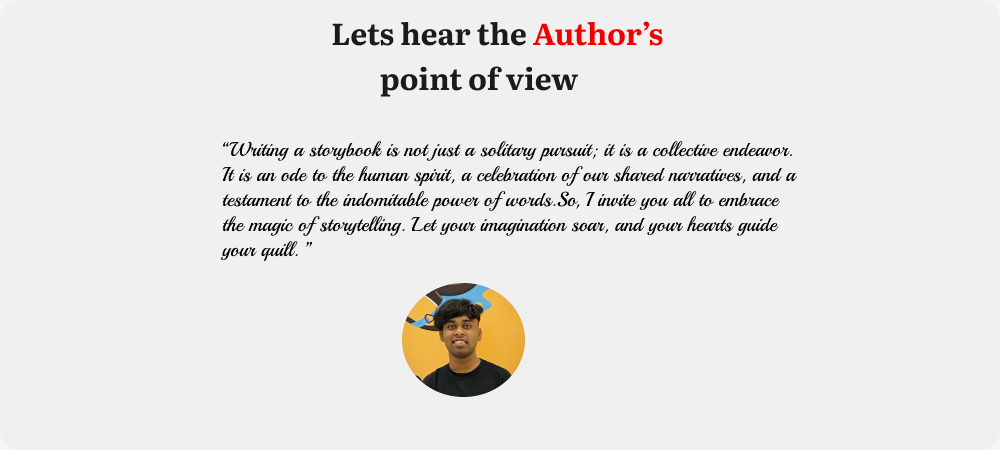 Lets hear the Author’s
point of view
“Writing a storybook is not just a solitary pursuit; it is a collective endeavor.
It is an ode to the human spirit, a celebration of our shared narratives, and a
testament to the indomitable power of words.So, I invite you all to embrace
the magic of storytelling. Let your imagination soar, and your hearts guide
your quill. ”